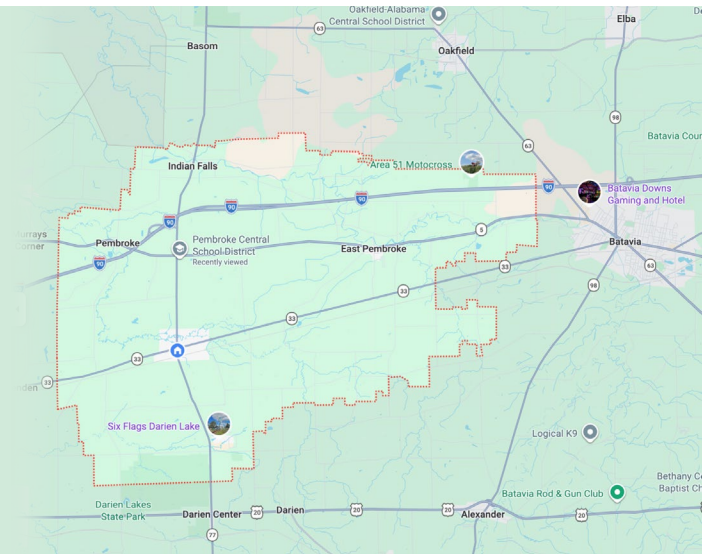 Oakfield-Alabama
Central School District
Elba
63
Basom
Oakfield
98
63
Batavia Cour
Indian Falls
Area 51 Motocross
90
90
90
90
Batavia Downs
Gaming and Hotel
5
Corner
Pembroke
Pembroke Central
School District
Recently viewed
East Pembroke
Batavia
90
33
63
98
33
33
33
33
Six Flags Darien Lake
Logical K9
Bethany Ce
Baptist Ch
Batavia Rod & Gun Club
Darien Lakes
State Park
Darien Center
20
Darien
20
20
Alexander
20
77